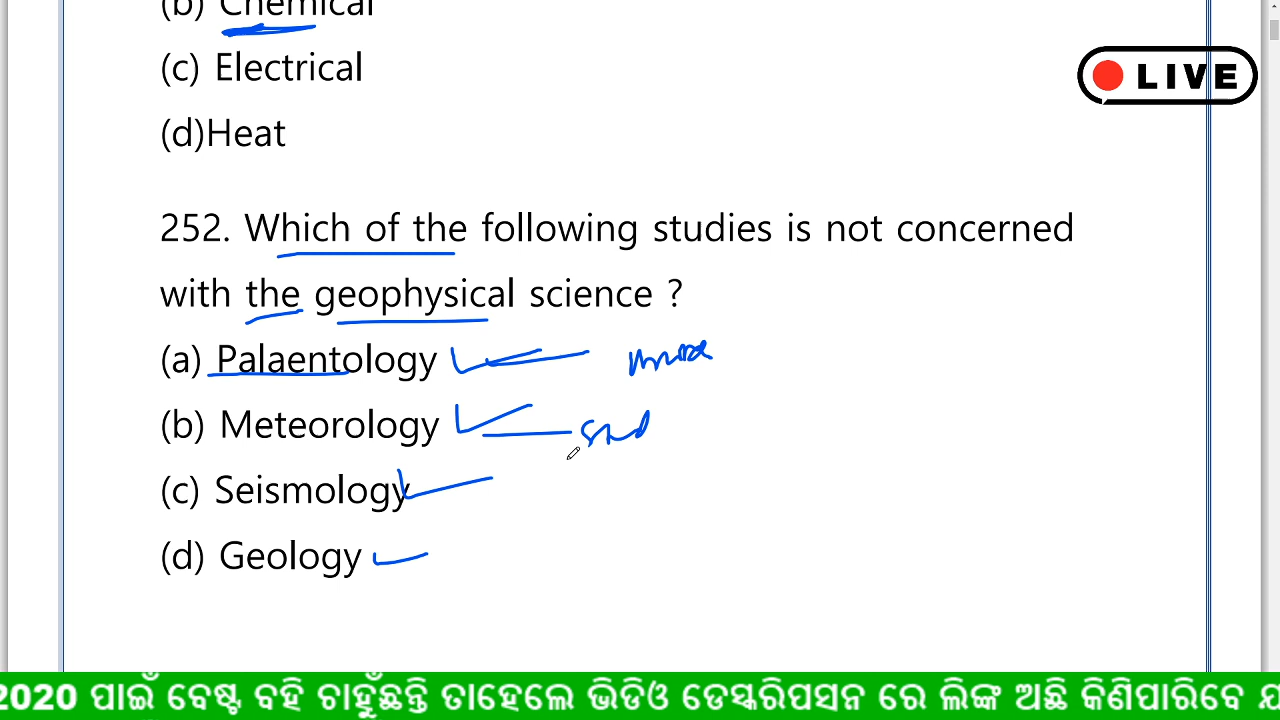 (b) Chemical
(c) Electrical
LIVE
(d)Heat
252. Which of the following studies is not concerned
with the geophysical science ?
(a) Palaentology
(b) Meteorology
(c) Seismology
(d) Geology
2020 ପାଇଁ ବେଷ୍ଟ ବହି ଚାହୁଁଛନ୍ତି ତାହେଲେ ଭିଡିଓ ଡେସ୍କରିପସନ ରେ ଲିଙ୍କ ଅଛି କିଣିପାରିବେ